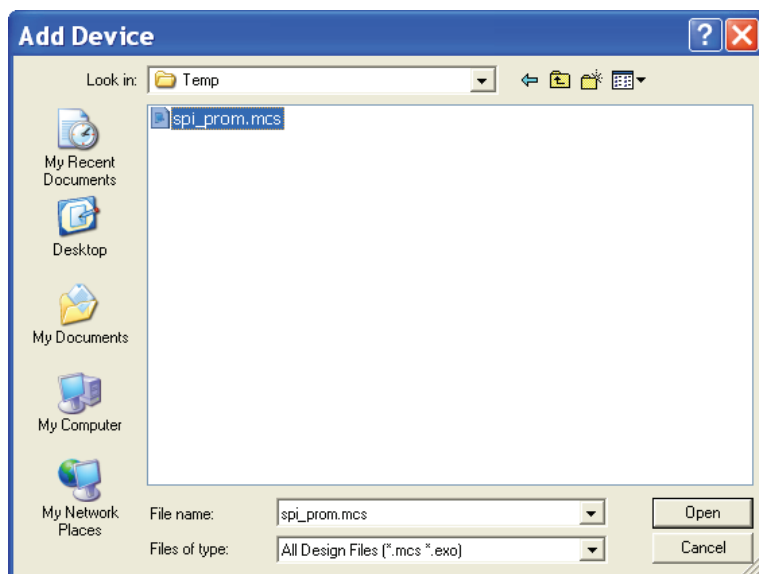 Add Device
Look in: Temp
spi_prom.mcs
My Recent
Documents
Desktop
My Documents
My Computer
My Network
Places
File name: spi_prom.mcs Open
Files of type: All Design Files (*.mcs *.exo) Cancel